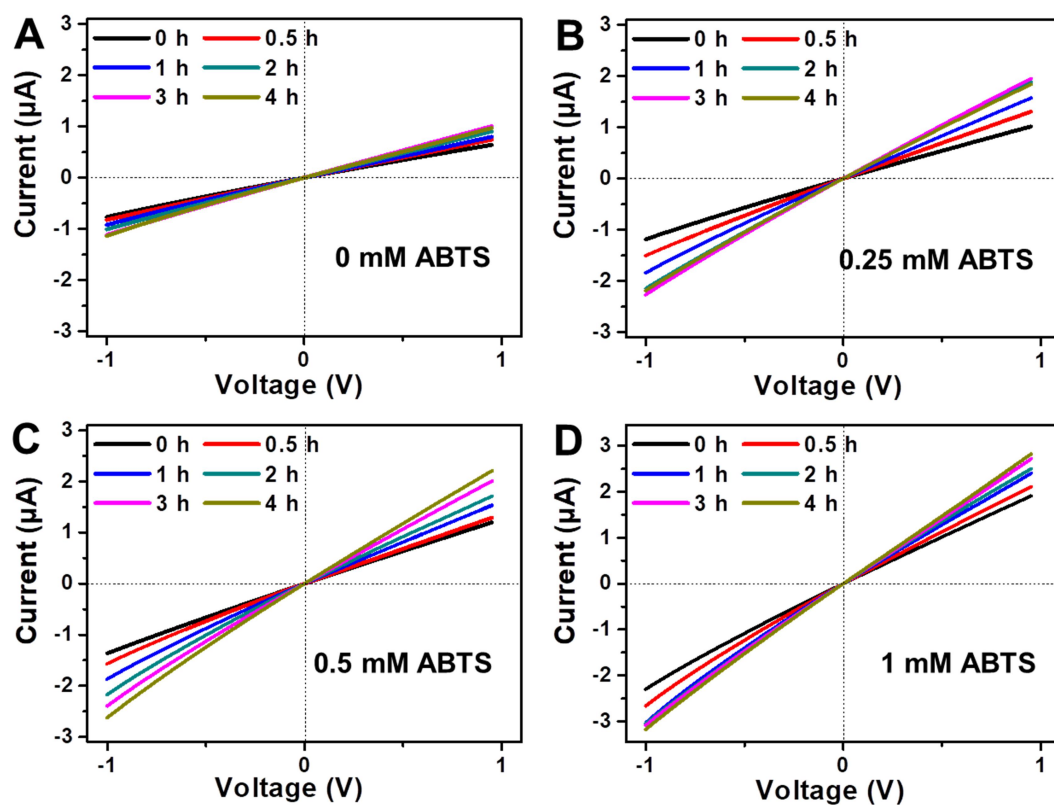 A
0 h 0.5 h
1 h 2 h
3 h 4 h
3
2
1
0
-1
-2
-3
Current (µA)
0 mM ABTS
-1 0 1
Voltage (V)
B
0 h 0.5 h
1 h 2 h
3 h 4 h
3
2
1
0
-1
-2
-3
Current (µA)
0.25 mM ABTS
-1 0 1
Voltage (V)
C
0 h 0.5 h
1 h 2 h
3 h 4 h
3
2
1
0
-1
-2
-3
Current (µA)
0.5 mM ABTS
-1 0 1
Voltage (V)
D
0 h 0.5 h
1 h 2 h
3 h 4 h
3
2
1
0
-1
-2
-3
Current (µA)
1 mM ABTS
-1 0 1
Voltage (V)